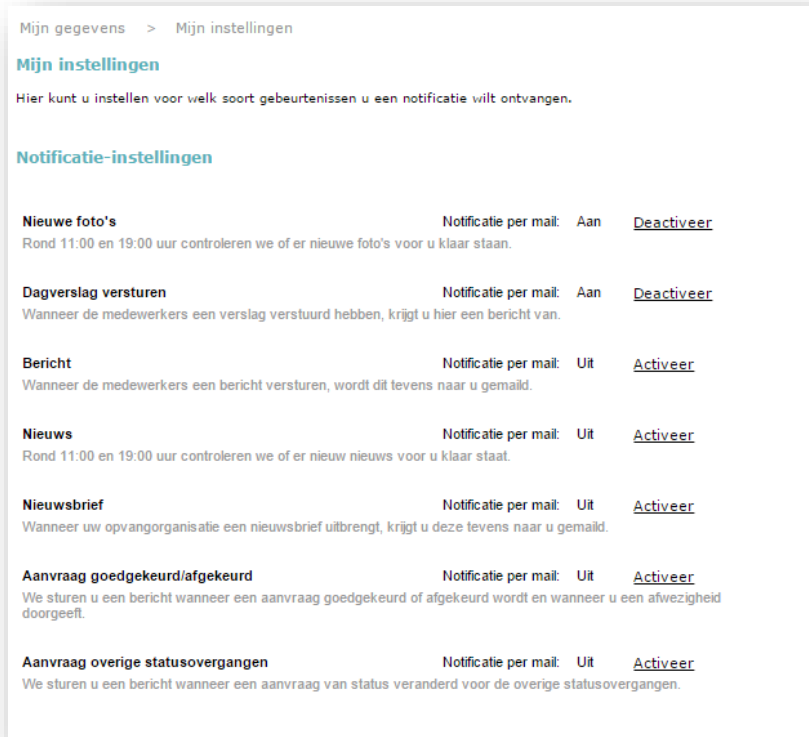 Mijn gegevens > Mijn instellingen
Mijn instellingen
Hier kunt u instellen voor welk soort gebeurtenissen u een notificatie wilt ontvangen.
Notificatie-instellingen
Nieuwe foto's Notificatie per mail: Aan Deactiveer
Rond 11:00 en 19:00 uur controleren we of er nieuwe foto's voor u klaar staan.
Dagverslag versturen Notificatie per mail: Aan Deactiveer
Wanneer de medewerkers een verslag verstuurd hebben, krijgt u hier een bericht van.
Bericht Notificatie per mail: Uit Activeer
Wanneer de medewerkers een bericht versturen, wordt dit tevens naar u gemaild.
Nieuws Notificatie per mail: Uit Activeer
Rond 11:00 en 19:00 uur controleren we of er nieuw nieuws voor u klaar staat.
Nieuwsbrief Notificatie per mail: Uit Activeer
Wanneer uw opvangorganisatie een nieuwsbrief uitbrengt, krijgt u deze tevens naar u gemaild.
Aanvraag goedgekeurd/afgekeurd Notificatie per mail: Uit Activeer
We sturen u een bericht wanneer een aanvraag goedgekeurd of afgekeurd wordt en wanneer u een afwezigheid
doorgeeft.
Aanvraag overige statusovergangen Notificatie per mail: Uit Activeer
We sturen u een bericht wanneer een aanvraag van status veranderd voor de overige statusovergangen.